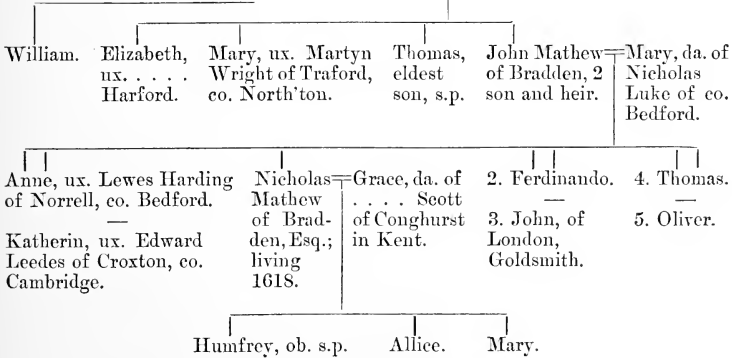 William.
Elizabeth,
ux. . . . . .
Harford.
Mary, ux. Martyn
Wright of Traford,
co. North'ton.
Thomas,
eldest
son, s.p.
John Mathew
of Bradden, 2
son and heir.
Mary, da. of
Nicholas
Luke of co.
Bedford.
Anne, ux. Lewes Harding
of Norrell, co. Bedford.
—
Katherin, ux. Edward
Leedes of Croxton, co.
Cambridge.
Nicholas
Mathew
of Brad-
den, Esq.;
living
1618.
Grace, da. of
. . . . Scott
of Conghurst
in Kent.
2. Ferdinando.
—
3. John, of
London,
Goldsmith.
4. Thomas.
—
5. Oliver.
Humfrey, ob. s.p.
Allice.
Mary.